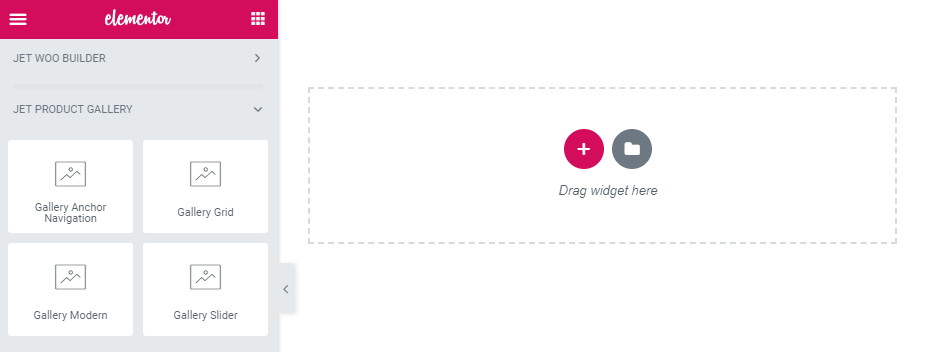 elementor
JET WOO BUILDER
JET PRODUCT GALLERY
Gallery Anchor
Navigation
Gallery Grid
Gallery Modern
Gallery Slider
Drag widget here